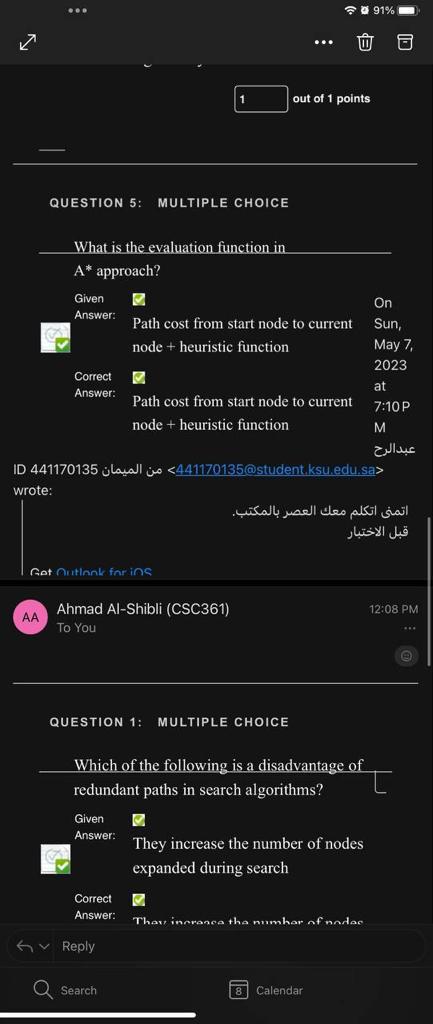 91%
1 out of 1 points
QUESTION 5: MULTIPLE CHOICE
What is the evaluation function in
A* approach?
Given
Answer:
Path cost from start node to current
node + heuristic function
Correct
Answer:
Path cost from start node to current
node + heuristic function
On
Sun,
May 7,
2023
at
7:10 P
M
عبدالرح
ID 441170135 من الميمان <441170135@student.ksu.edu.sa>
wrote:
اتمنى اتكلم معك العصر بالمكتب.
قبل الاختبار
Get Outlook for iOS
AA
Ahmad Al-Shibli (CSC361)
12:08 PM
To You
QUESTION 1: MULTIPLE CHOICE
Which of the following is a disadvantage of
redundant paths in search algorithms?
Given
Answer:
They increase the number of nodes
expanded during search
Correct
Answer:
They increase the number of nodes
Reply
Search
8
Calendar